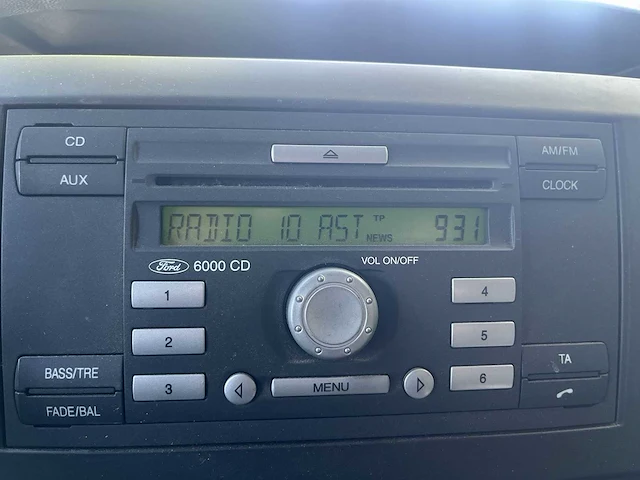 CD
AM/FM
AUX
CLOCK
RADIO 10 AST TP NEWS 931
Ford 6000 CD
VOL ON/OFF
1
4
2
5
BASS/TRE
TA
3
MENU
6
FADE/BAL